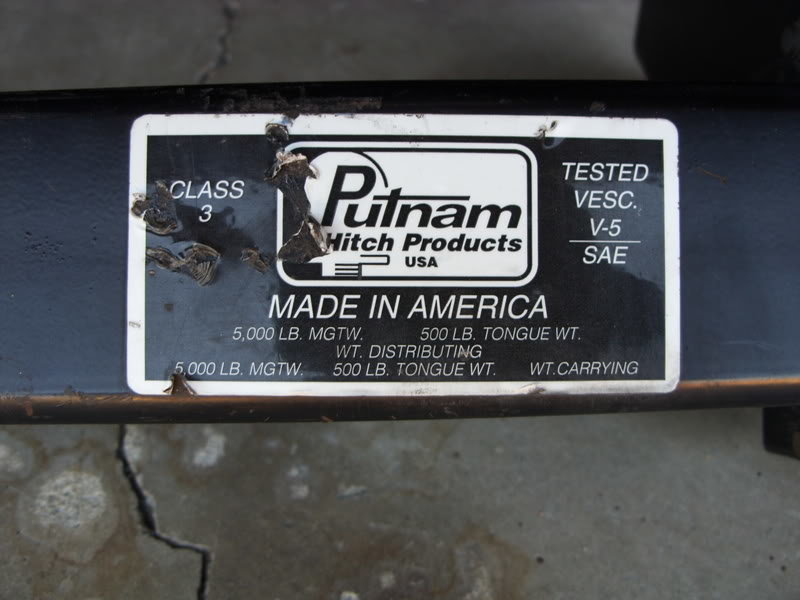 CLASS
3
Putnam
Hitch Products
USA
TESTED
VESC.
V-5
SAE
MADE IN AMERICA
5,000 LB. MGTW. 500 LB. TONGUE WT.
WT. DISTRIBUTING
5,000 LB. MGTW. 500 LB. TONGUE WT. WT.CARRYING